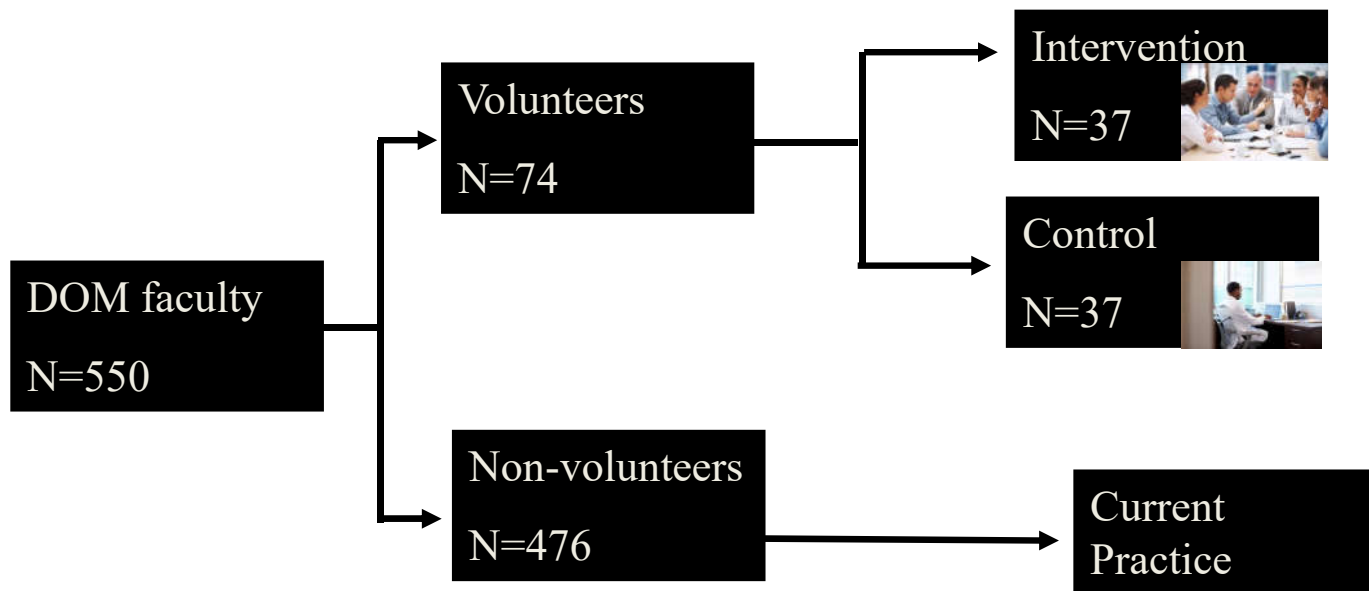 DOM faculty
N=550
Volunteers
N=74
Non-volunteers
N=476
Intervention
N=37
Control
N=37
Current
Practice